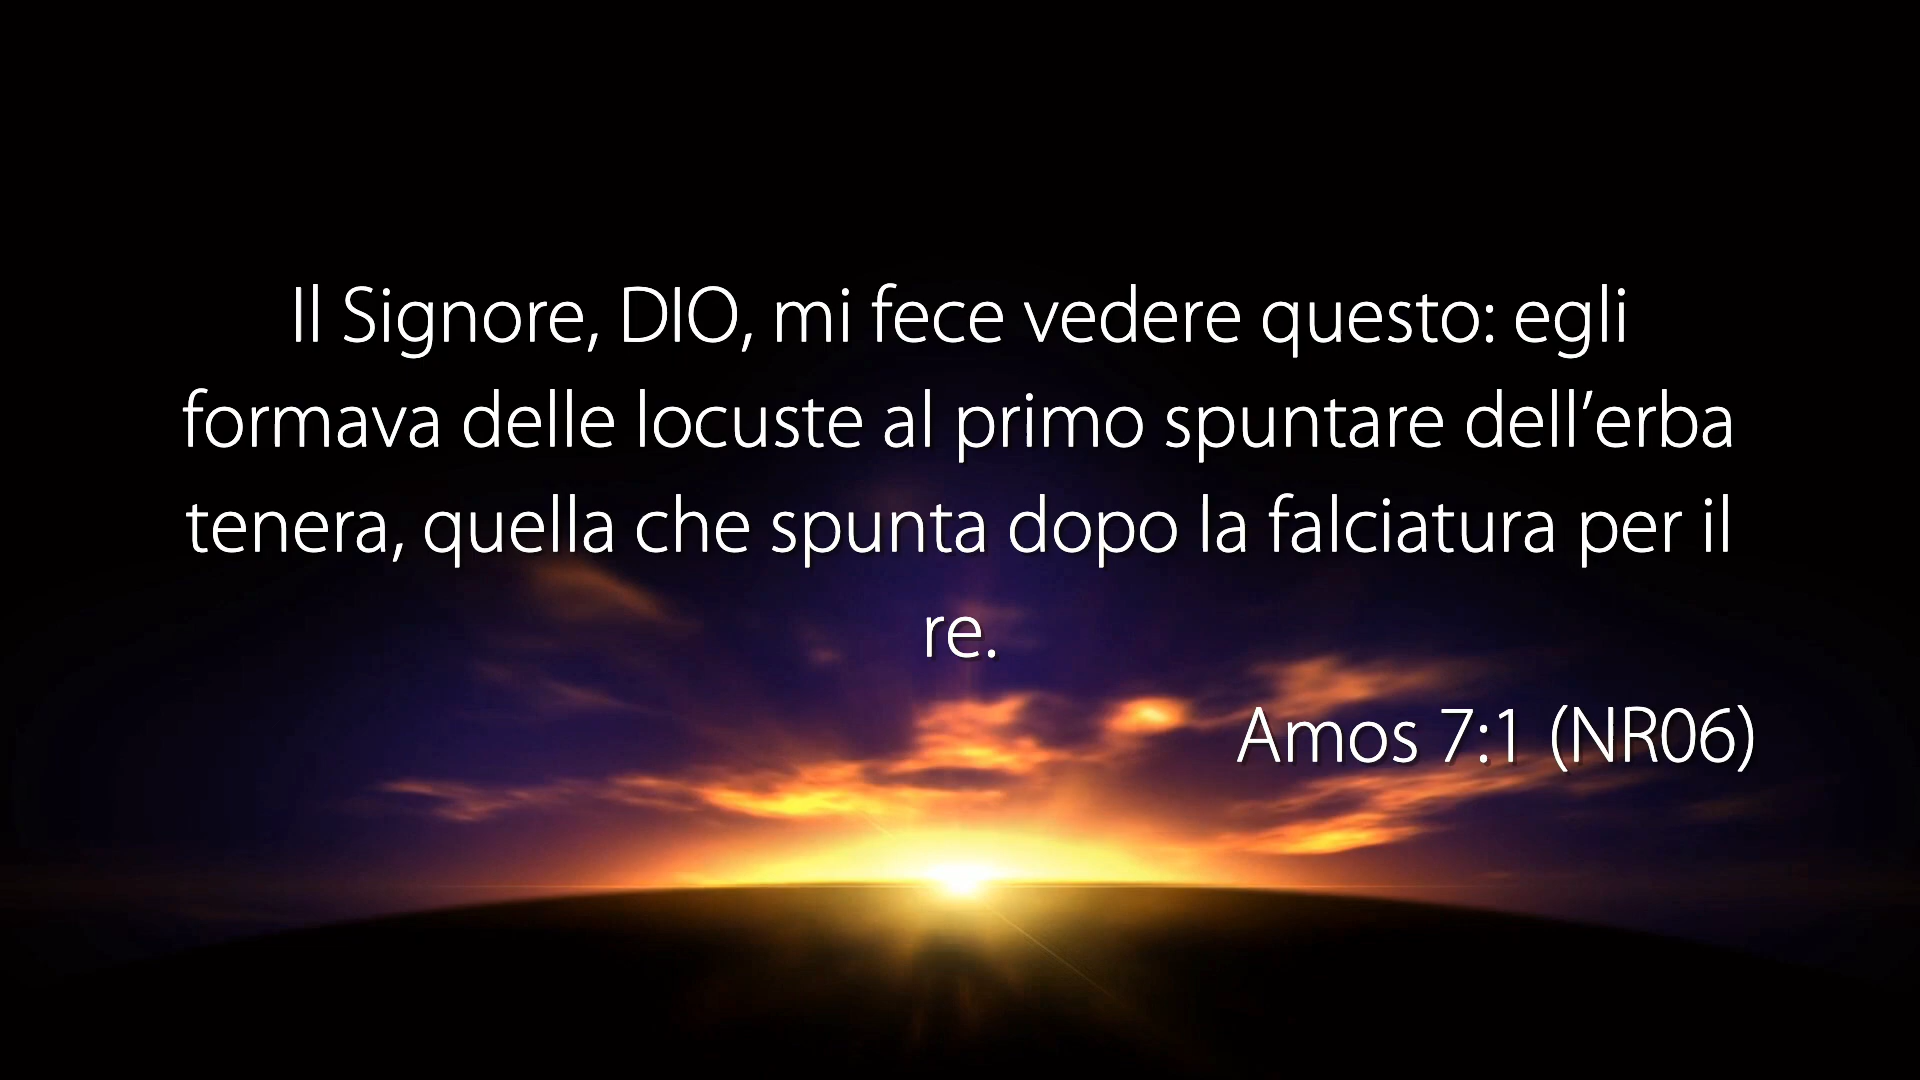 Il Signore, DIO, mi fece vedere questo: egli
formava delle locuste al primo spuntare dell’erba
tenera, quella che spunta dopo la falciatura per il
re.
Amos 7:1 (NR06)